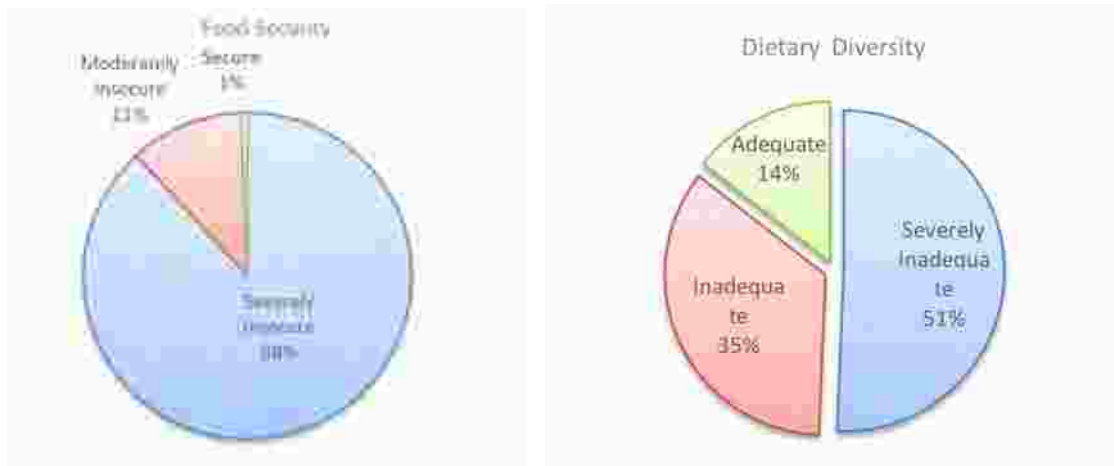 Food Security
Secure
1%
Moderately
insecure
11%
Severely
insecure
88%
Dietary Diversity
Adequate
14%
Severely
Inadequa
te
51%
Inadequa
te
35%